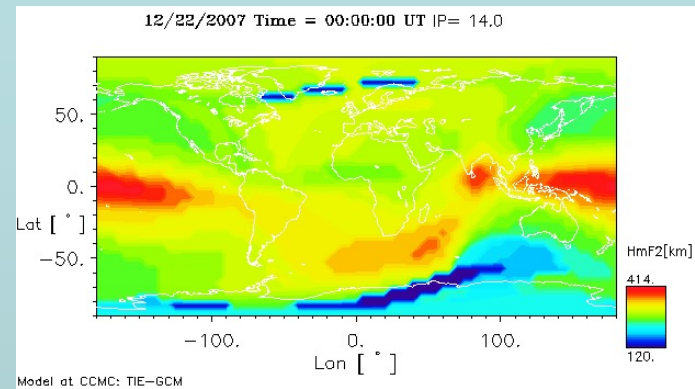 12/22/2007 Time = 00:00:00 UT IP= 14.0
50.
0.
Lat [ ° ]
-50.
HmF2[km]
414.
120.
-100. 0. 100.
Lon [ ° ]
Model at CCMC: TIE-GCM